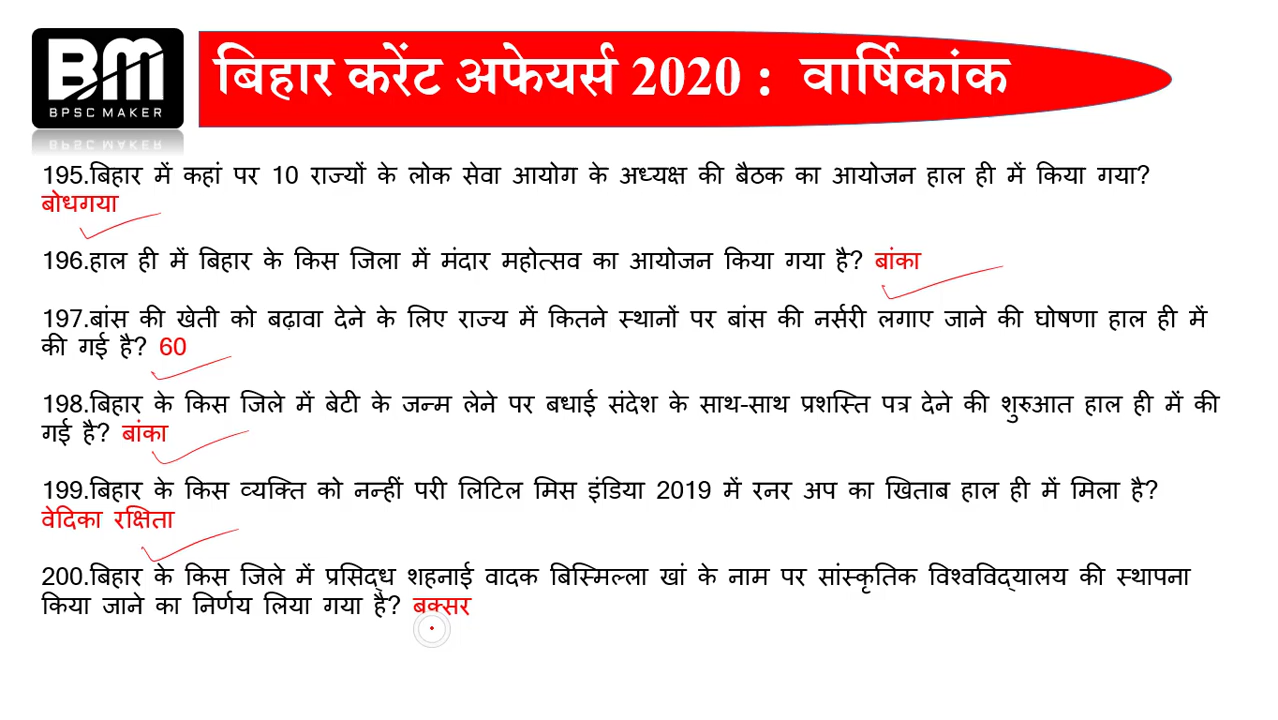 BM
BPSC MAKER
बिहार करेंट अफेयर्स 2020 : वार्षिकांक
195.बिहार में कहां पर 10 राज्यों के लोक सेवा आयोग के अध्यक्ष की बैठक का आयोजन हाल ही में किया गया?
बोधगया
196.हाल ही में बिहार के किस जिला में मंदार महोत्सव का आयोजन किया गया है? बांका
197.बांस की खेती को बढ़ावा देने के लिए राज्य में कितने स्थानों पर बांस की नर्सरी लगाए जाने की घोषणा हाल ही में
की गई है? 60
198.बिहार के किस जिले में बेटी के जन्म लेने पर बधाई संदेश के साथ-साथ प्रशस्ति पत्र देने की शुरुआत हाल ही में की
गई है? बांका
199.बिहार के किस व्यक्ति को नन्हीं परी लिटिल मिस इंडिया 2019 में रनर अप का खिताब हाल ही में मिला है?
वेदिका रक्षिता
200.बिहार के किस जिले में प्रसिद्ध शहनाई वादक बिस्मिल्ला खां के नाम पर सांस्कृतिक विश्वविद्यालय की स्थापना
किया जाने का निर्णय लिया गया है? बक्सर